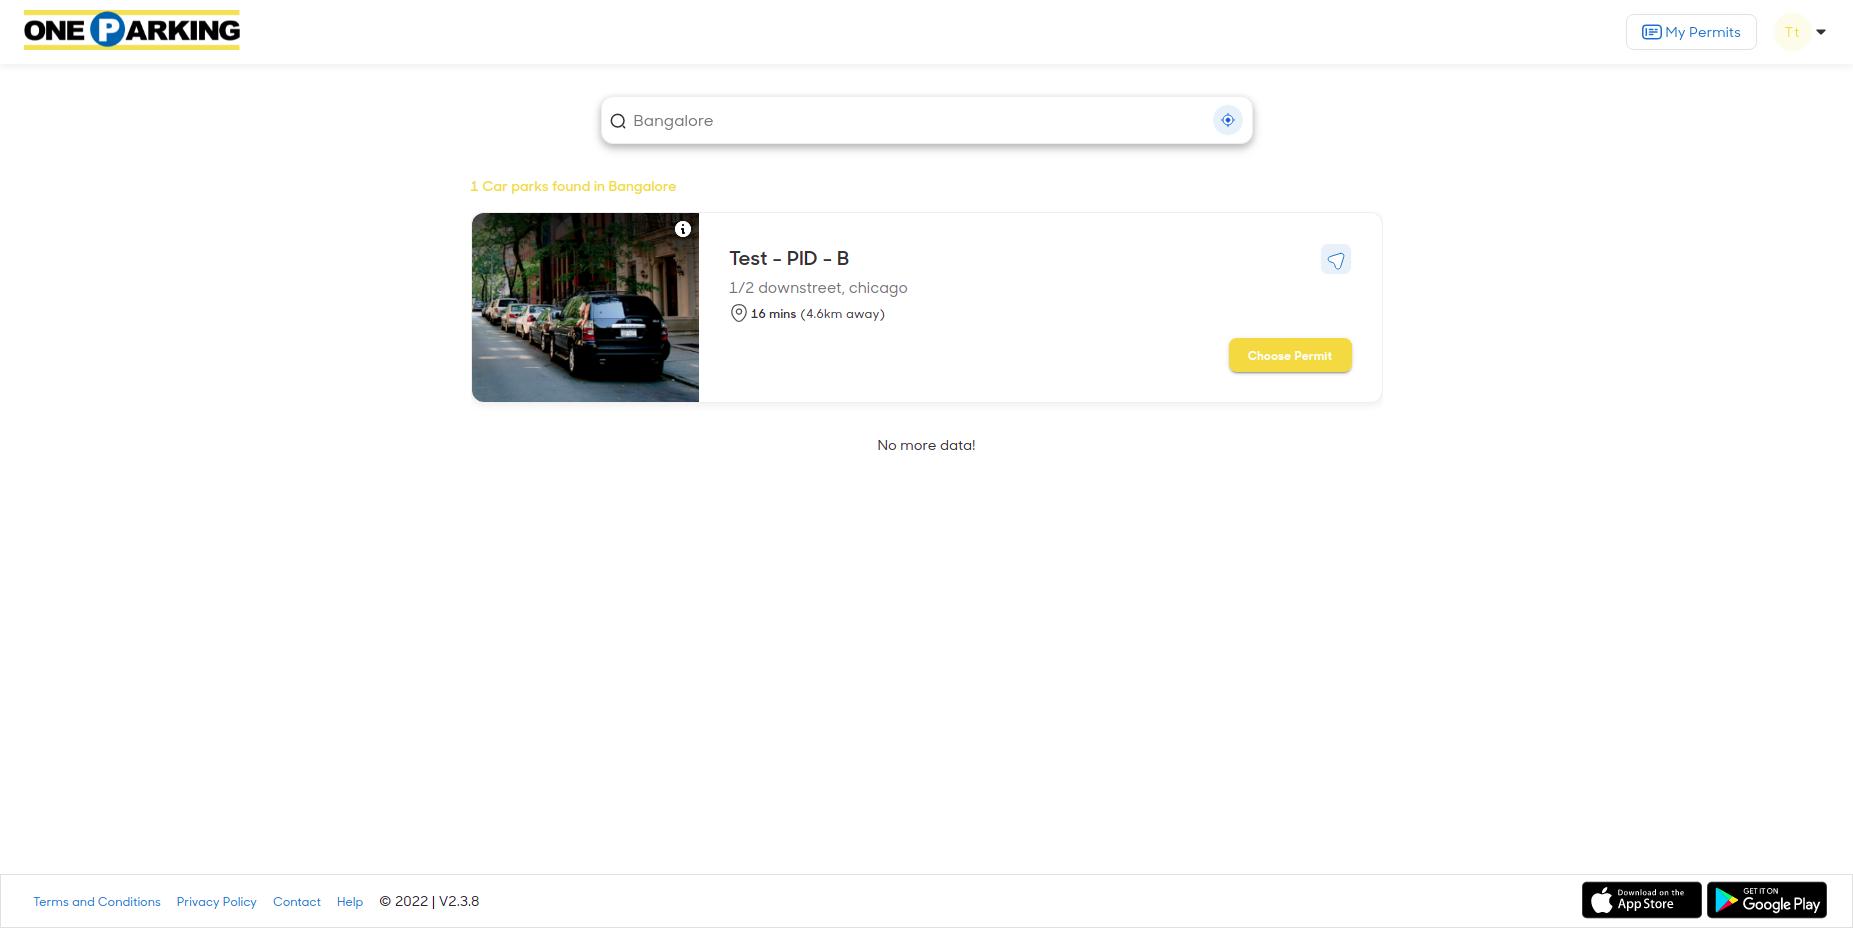 ONE PARKING
My Permits
Tt
Bangalore
1 Car parks found in Bangalore
Test - PID - B
1/2 downstreet, chicago
16 mins (4.6km away)
Choose Permit
No more data!
Terms and Conditions Privacy Policy Contact Help © 2022 | V2.3.8
Download on the
App Store
GET IT ON
Google Play